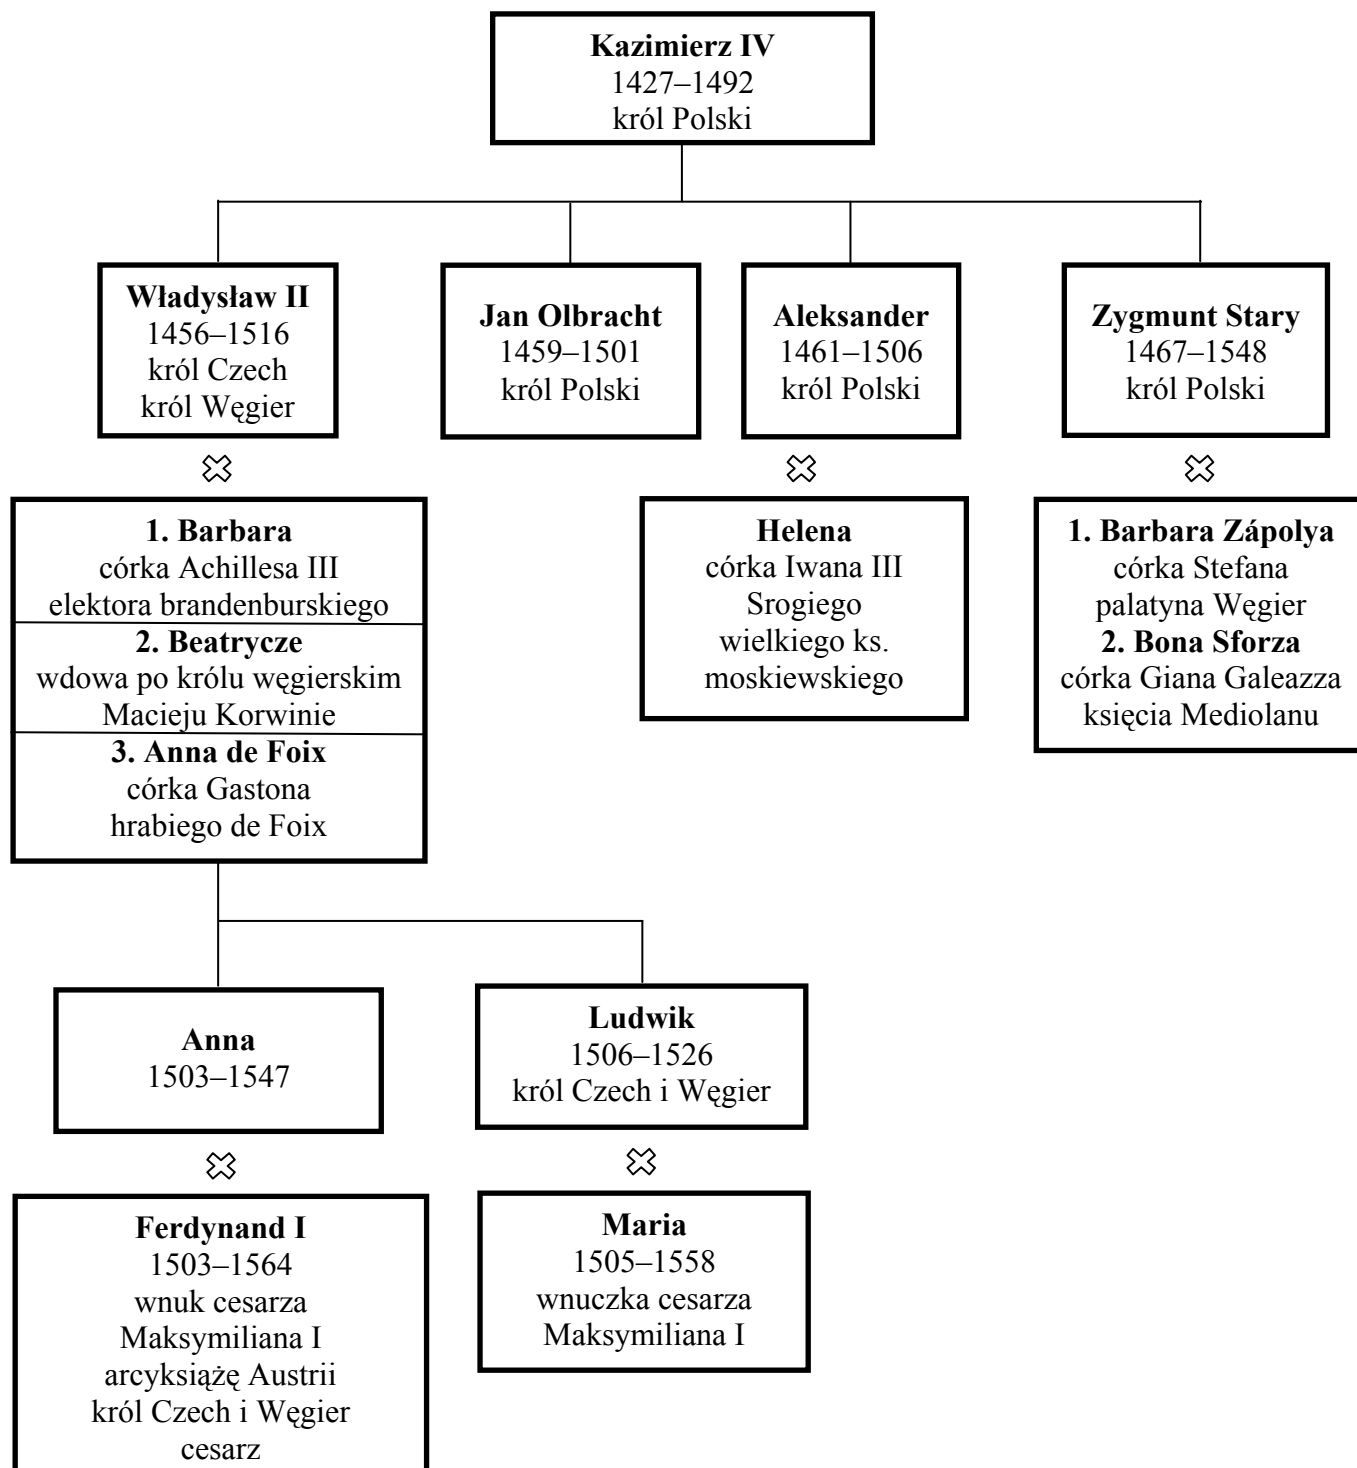 Kazimierz IV
1427–1492
król Polski
Władysław II
1456–1516
król Czech
król Węgier
Jan Olbracht
1459–1501
król Polski
Aleksander
1461–1506
król Polski
Zygmunt Stary
1467–1548
król Polski
1. Barbara
córka Achillesa III
elektora brandenburskiego
2. Beatrycze
wdowa po królu węgierskim
Macieju Korwinie
3. Anna de Foix
córka Gastona
hrabiego de Foix
Helena
córka Iwana III
Srogiego
wielkiego ks.
moskiewskiego
1. Barbara Zápolya
córka Stefana
palatyna Węgier
2. Bona Sforza
córka Giana Galeazza
księcia Mediolanu
Anna
1503–1547
Ludwik
1506–1526
król Czech i Węgier
Ferdynand I
1503–1564
wnuk cesarza
Maksymiliana I
arcyksiążę Austrii
król Czech i Węgier
cesarz
Maria
1505–1558
wnuczka cesarza
Maksymiliana I